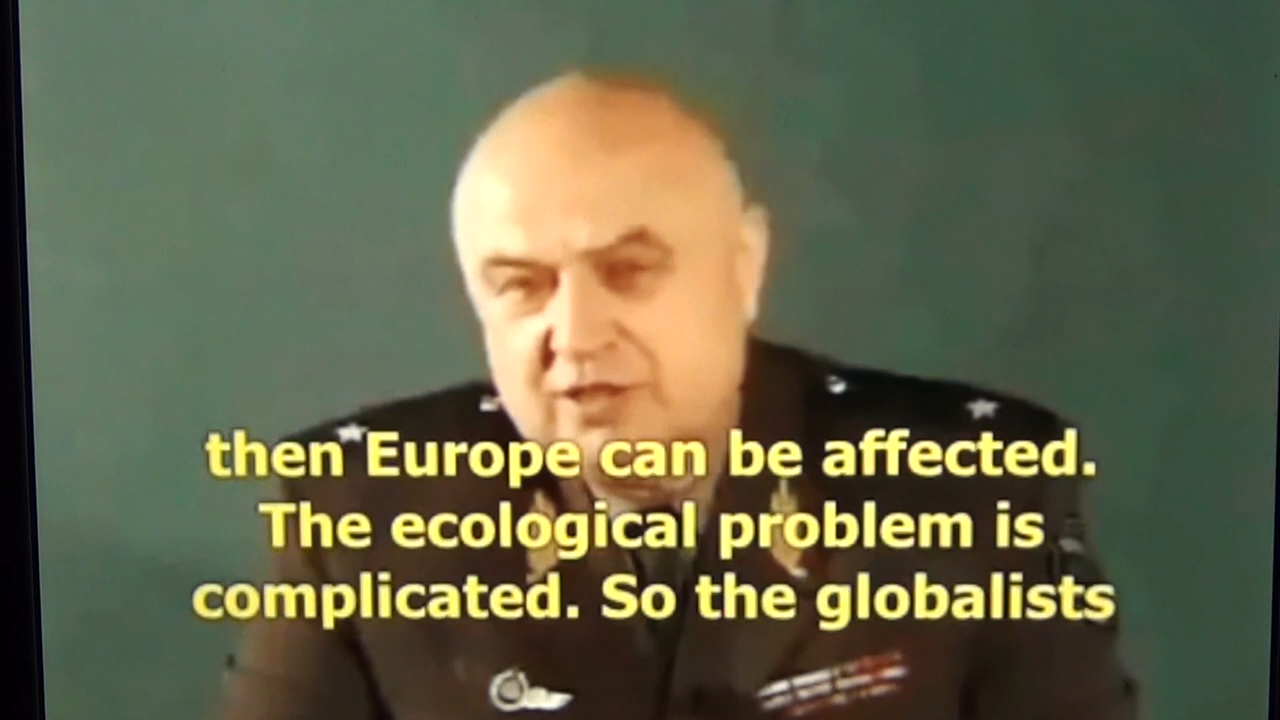 then Europe can be affected.
The ecological problem is
complicated. So the globalists